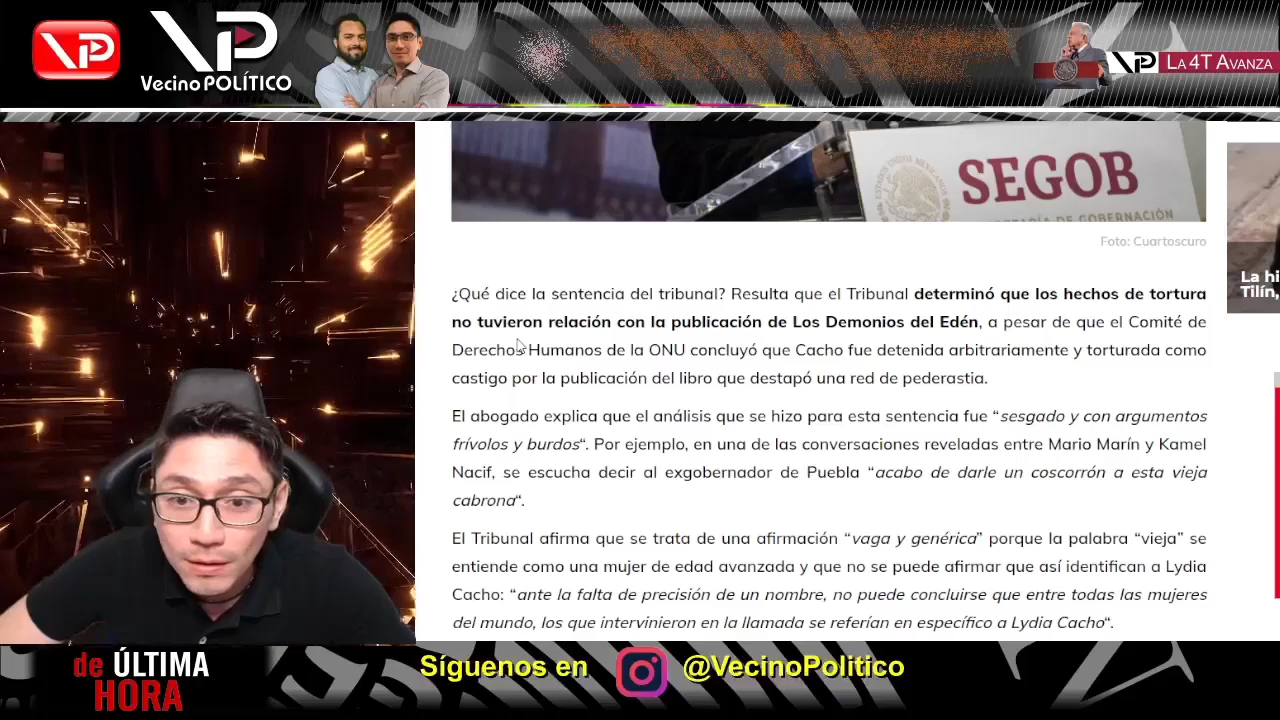 VP
VP
Vecino POLÍTICO
VP LA 4T AVANZA
SEGOB
ESTADOS UNIDOS MEXICANOS
SECRETARÍA DE GOBERNACIÓN
Foto: Cuartoscuro
La hi
Tilín,
¿Qué dice la sentencia del tribunal? Resulta que el Tribunal determinó que los hechos de tortura
no tuvieron relación con la publicación de Los Demonios del Edén, a pesar de que el Comité de
Derechos Humanos de la ONU concluyó que Cacho fue detenida arbitrariamente y torturada como
castigo por la publicación del libro que destapó una red de pederastia.
El abogado explica que el análisis que se hizo para esta sentencia fue “sesgado y con argumentos
frívolos y burdos“. Por ejemplo, en una de las conversaciones reveladas entre Mario Marín y Kamel
Nacif, se escucha decir al exgobernador de Puebla “acabo de darle un coscorrón a esta vieja
cabrona“.
El Tribunal afirma que se trata de una afirmación “vaga y genérica” porque la palabra “vieja” se
entiende como una mujer de edad avanzada y que no se puede afirmar que así identifican a Lydia
Cacho: “ante la falta de precisión de un nombre, no puede concluirse que entre todas las mujeres
del mundo, los que intervinieron en la llamada se referían en específico a Lydia Cacho“.
de ÚLTIMA
HORA
Síguenos en @VecinoPolitico